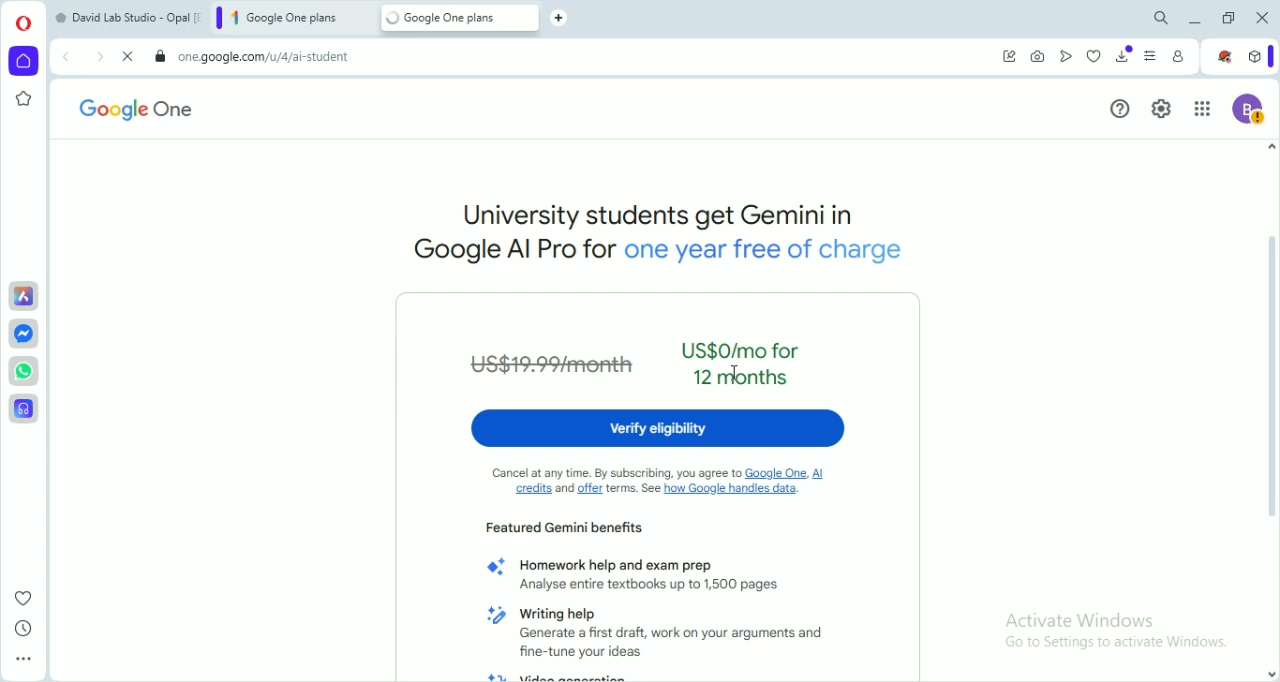 David Lab Studio - Opal [E
Google One plans
Google One plans
one.google.com/u/4/ai-student
Google One
B
University students get Gemini in
Google AI Pro for one year free of charge
US$19.99/month
US$0/mo for
12 months
Verify eligibility
Cancel at any time. By subscribing, you agree to Google One, AI
credits and offer terms. See how Google handles data.
Featured Gemini benefits
Homework help and exam prep
Analyse entire textbooks up to 1,500 pages
Writing help
Generate a first draft, work on your arguments and
fine-tune your ideas
Video generation
Activate Windows
Go to Settings to activate Windows.